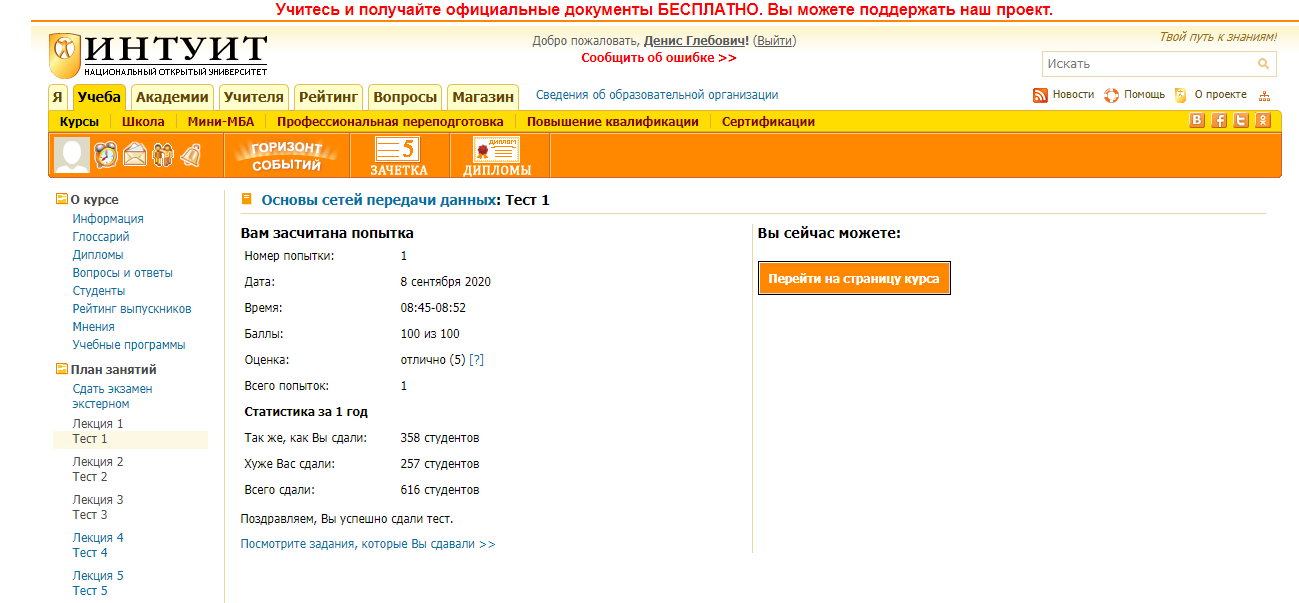 Учитесь и получайте официальные документы БЕСПЛАТНО. Вы можете поддержать наш проект.
ИНТУИТ
НАЦИОНАЛЬНЫЙ ОТКРЫТЫЙ УНИВЕРСИТЕТ
Добро пожаловать, Денис Глебович! (Выйти)
Сообщить об ошибке >>
Твой путь к знаниям!
Искать
Я Учеба Академии Учителя Рейтинг Вопросы Магазин Сведения об образовательной организации
Новости Помощь О проекте
Курсы Школа Мини-МБА Профессиональная переподготовка Повышение квалификации Сертификации
ГОРИЗОНТ СОБЫТИЙ
5
ЗАЧЕТКА
ДИПЛОМ
ДИПЛОМЫ
О курсе
Информация
Глоссарий
Дипломы
Вопросы и ответы
Студенты
Рейтинг выпускников
Мнения
Учебные программы
План занятий
Сдать экзамен
экстерном
Лекция 1
Тест 1
Лекция 2
Тест 2
Лекция 3
Тест 3
Лекция 4
Тест 4
Лекция 5
Тест 5
Основы сетей передачи данных: Тест 1
Вам засчитана попытка
Номер попытки: 1
Дата: 8 сентября 2020
Время: 08:45-08:52
Баллы: 100 из 100
Оценка: отлично (5) [?]
Всего попыток: 1
Статистика за 1 год
Так же, как Вы сдали: 358 студентов
Хуже Вас сдали: 257 студентов
Всего сдали: 616 студентов
Поздравляем, Вы успешно сдали тест.
Посмотрите задания, которые Вы сдавали >>
Вы сейчас можете:
Перейти на страницу курса